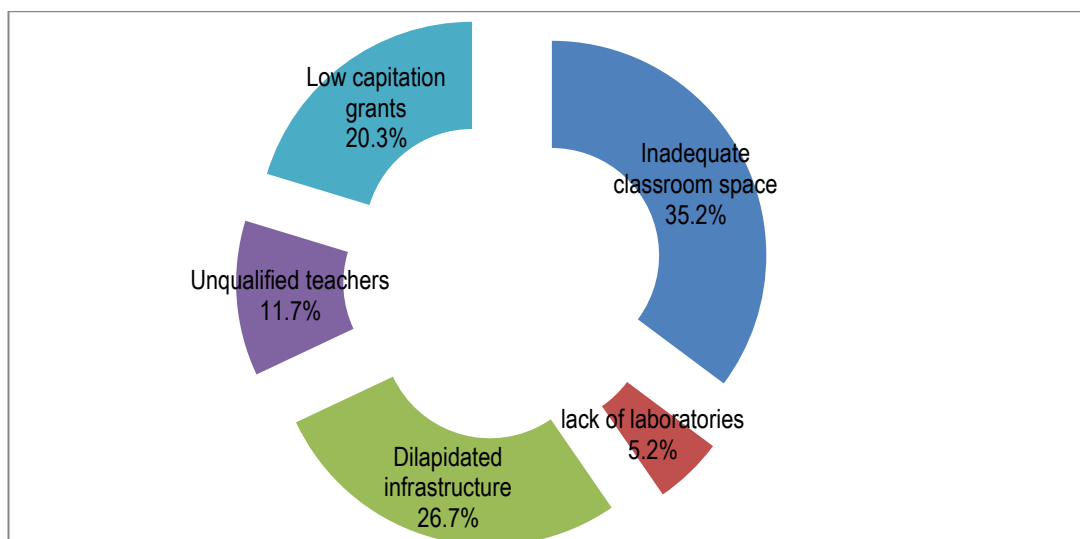 Low capitation
grants
20.3%
Inadequate
classroom space
35.2%
Unqualified teachers
11.7%
lack of laboratories
5.2%
Dilapidated
infrastructure
26.7%